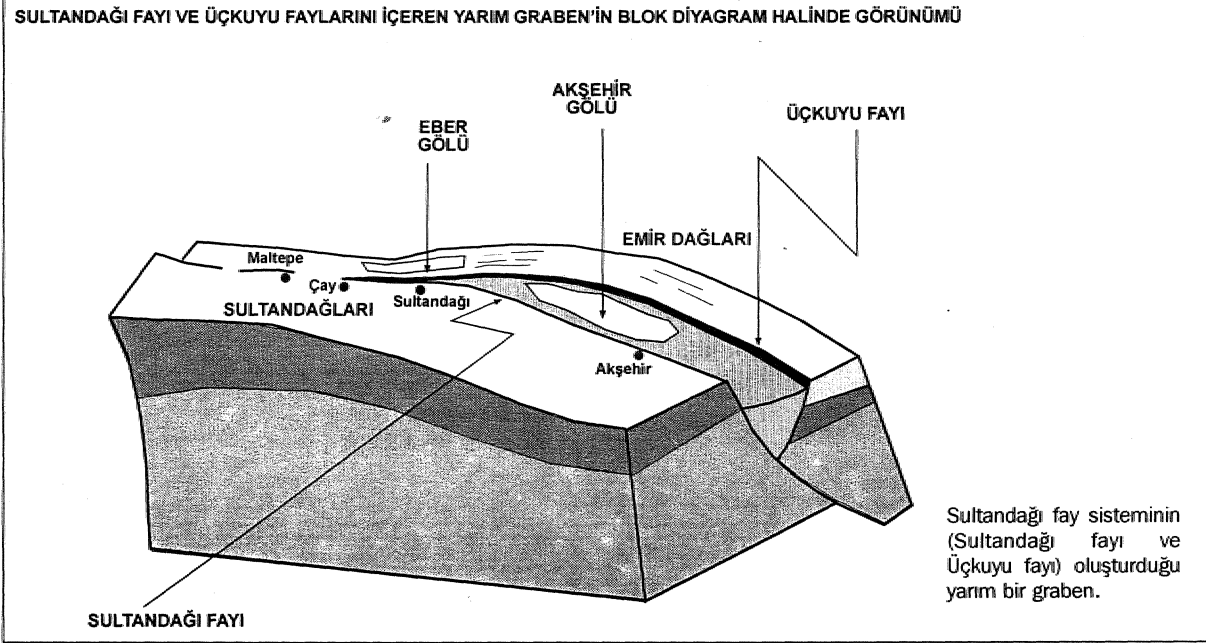 SULTANDAĞI FAYI VE ÜÇKUYU FAYLARINI İÇEREN YARIM GRABEN'İN BLOK DİYAGRAM HALİNDE GÖRÜNÜMÜ
AKŞEHİR
GÖLÜ
ÜÇKUYU FAYI
EBER
GÖLÜ
EMİR DAĞLARI
Maltepe
Çay
Sultandağı
SULTANDAĞLARI
Akşehir
Sultandağı fay sisteminin
(Sultandağı fayı ve
Üçkuyu fayı) oluşturduğu
yarım bir graben.
SULTANDAĞI FAYI